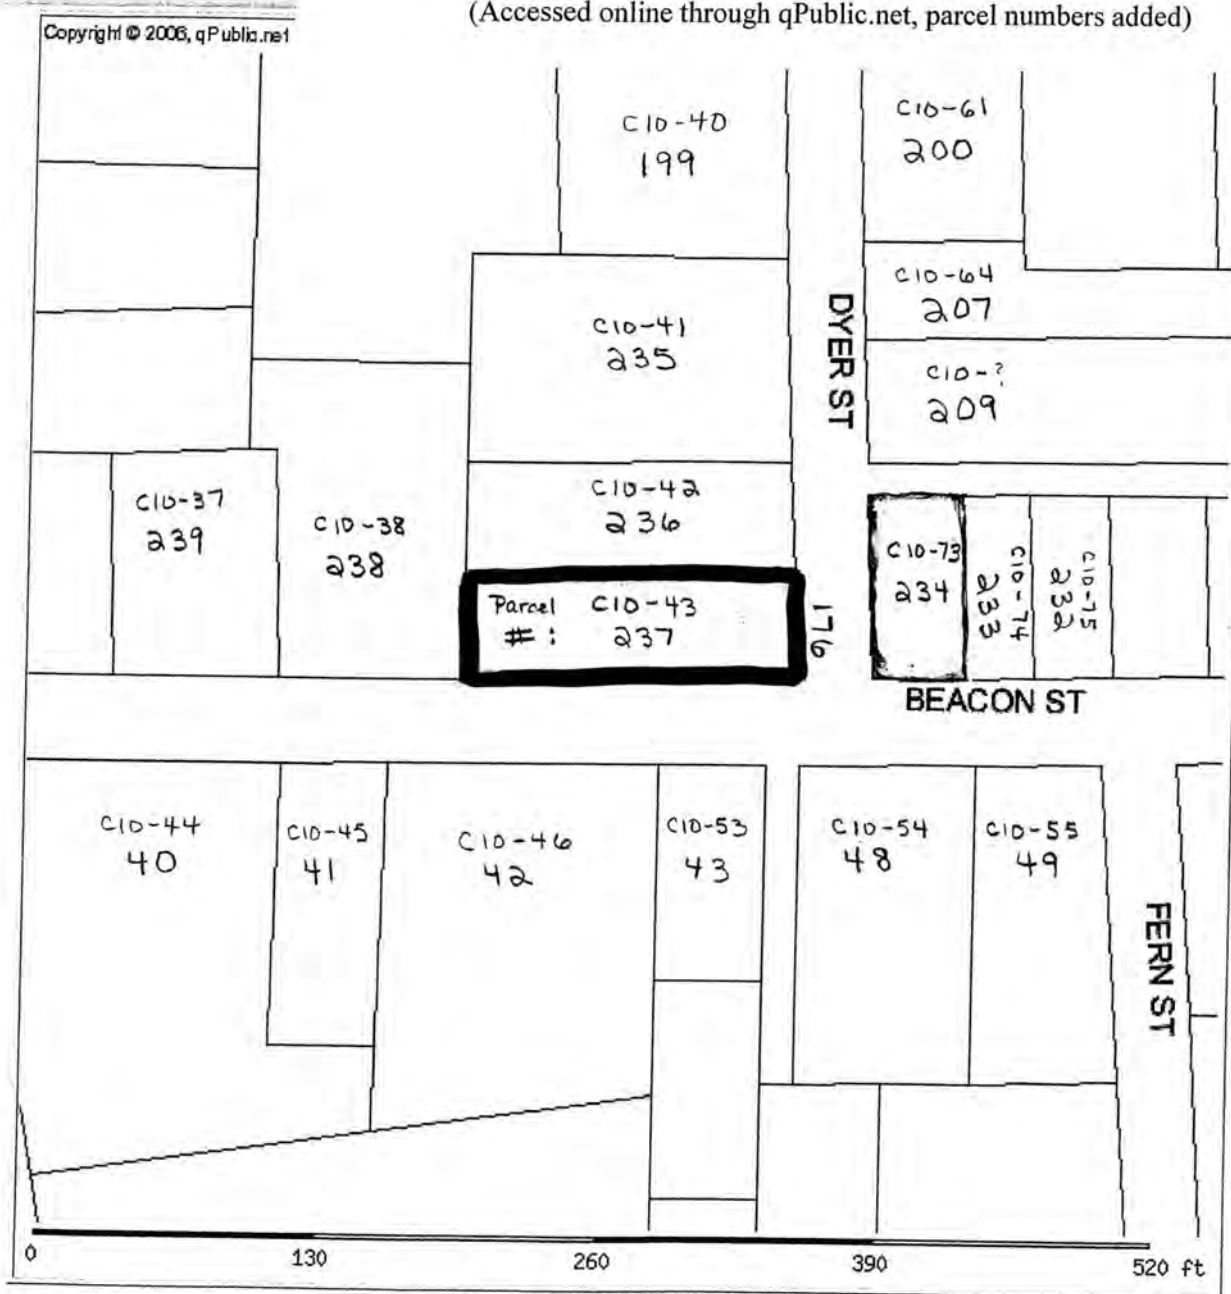 (Accessed online through qPublic.net, parcel numbers added)
Copyright © 2006, qPublic.net
C10-40
199
C10-61
200
C10-64
207
C10-41
235
DYER ST
C10-?
209
C10-37
239
C10-38
238
C10-42
236
C10-73
234
C10-74
233
C10-75
232
Parcel C10-43
#: 237
176
BEACON ST
C10-44
40
C10-45
41
C10-46
42
C10-53
43
C10-54
48
C10-55
49
FERN ST
0 130 260 390 520 ft